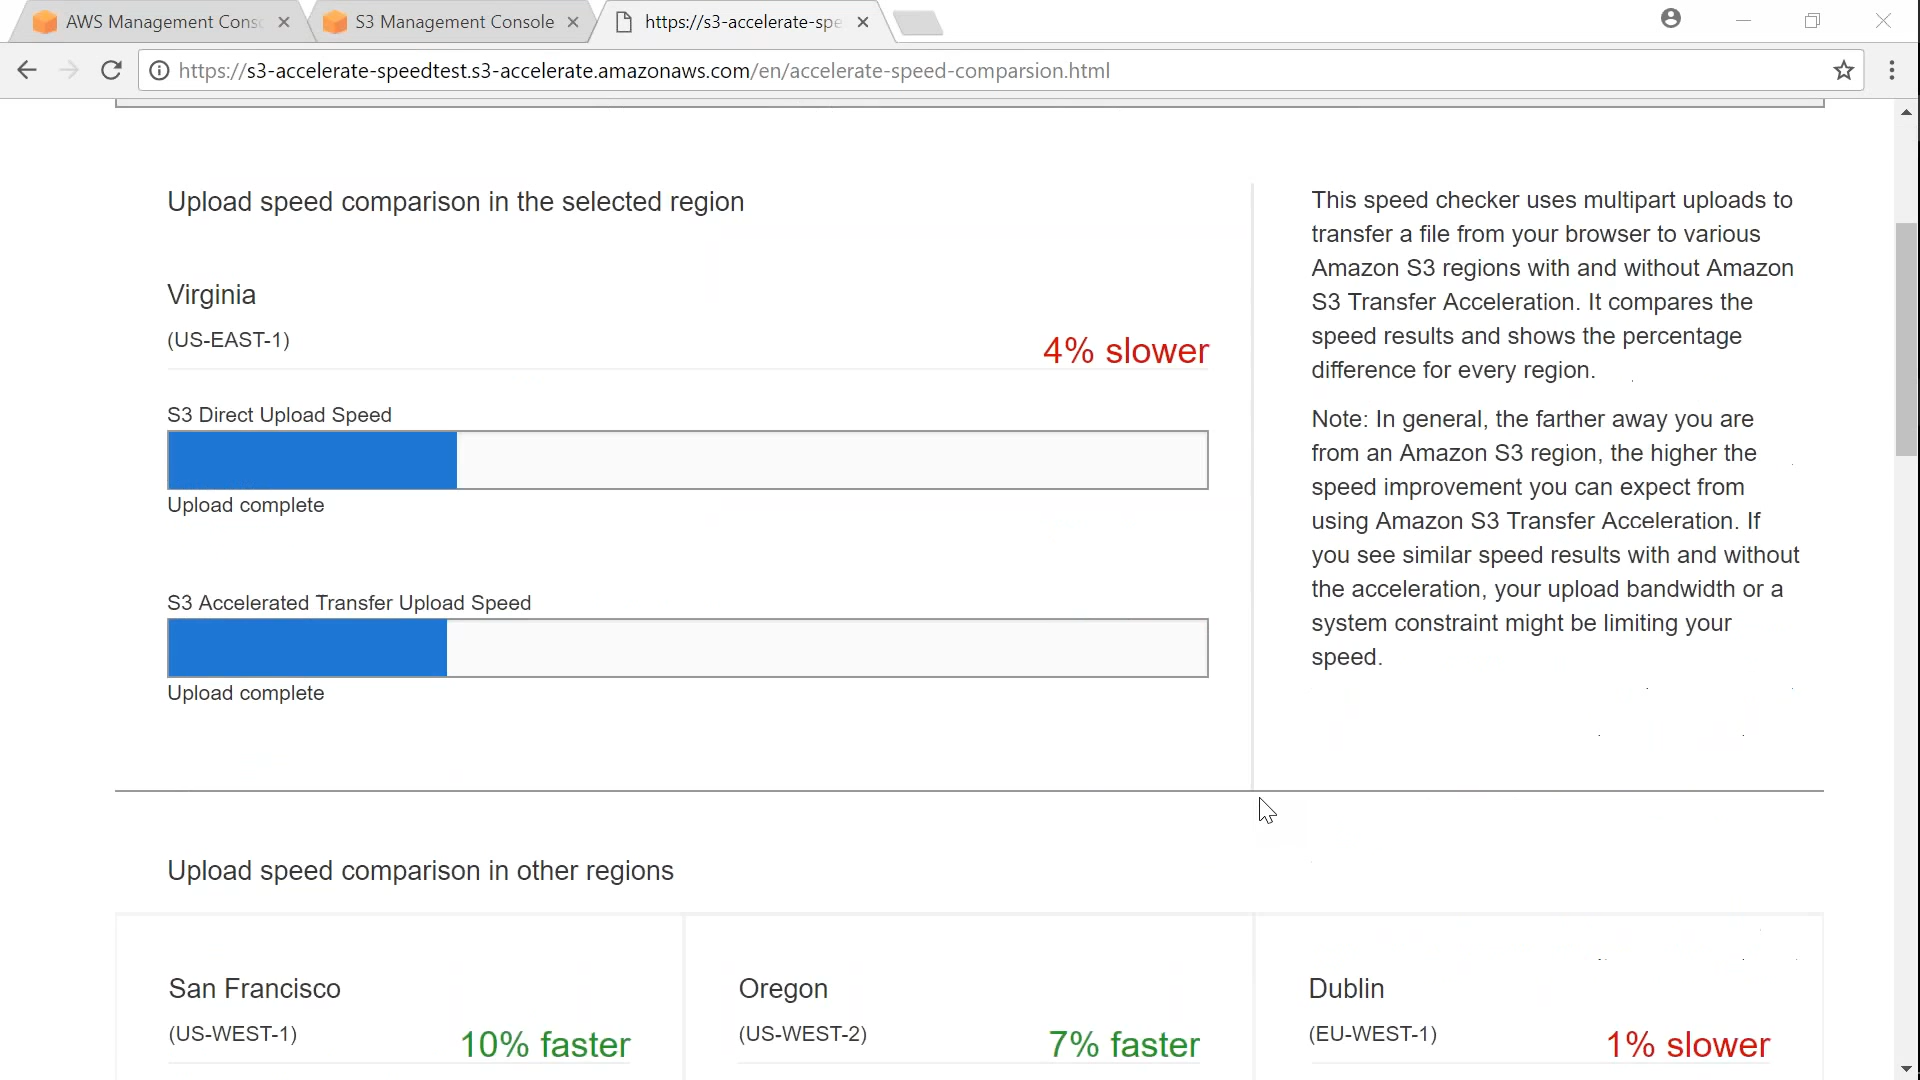 AWS Management Cons
S3 Management Console
https://s3-accelerate-spe
https://s3-accelerate-speedtest.s3-accelerate.amazonaws.com/en/accelerate-speed-comparsion.html
Upload speed comparison in the selected region
Virginia
(US-EAST-1)
4% slower
S3 Direct Upload Speed
Upload complete
S3 Accelerated Transfer Upload Speed
Upload complete
This speed checker uses multipart uploads to
transfer a file from your browser to various
Amazon S3 regions with and without Amazon
S3 Transfer Acceleration. It compares the
speed results and shows the percentage
difference for every region.
Note: In general, the farther away you are
from an Amazon S3 region, the higher the
speed improvement you can expect from
using Amazon S3 Transfer Acceleration. If
you see similar speed results with and without
the acceleration, your upload bandwidth or a
system constraint might be limiting your
speed.
Upload speed comparison in other regions
San Francisco
(US-WEST-1)
10% faster
Oregon
(US-WEST-2)
7% faster
Dublin
(EU-WEST-1)
1% slower